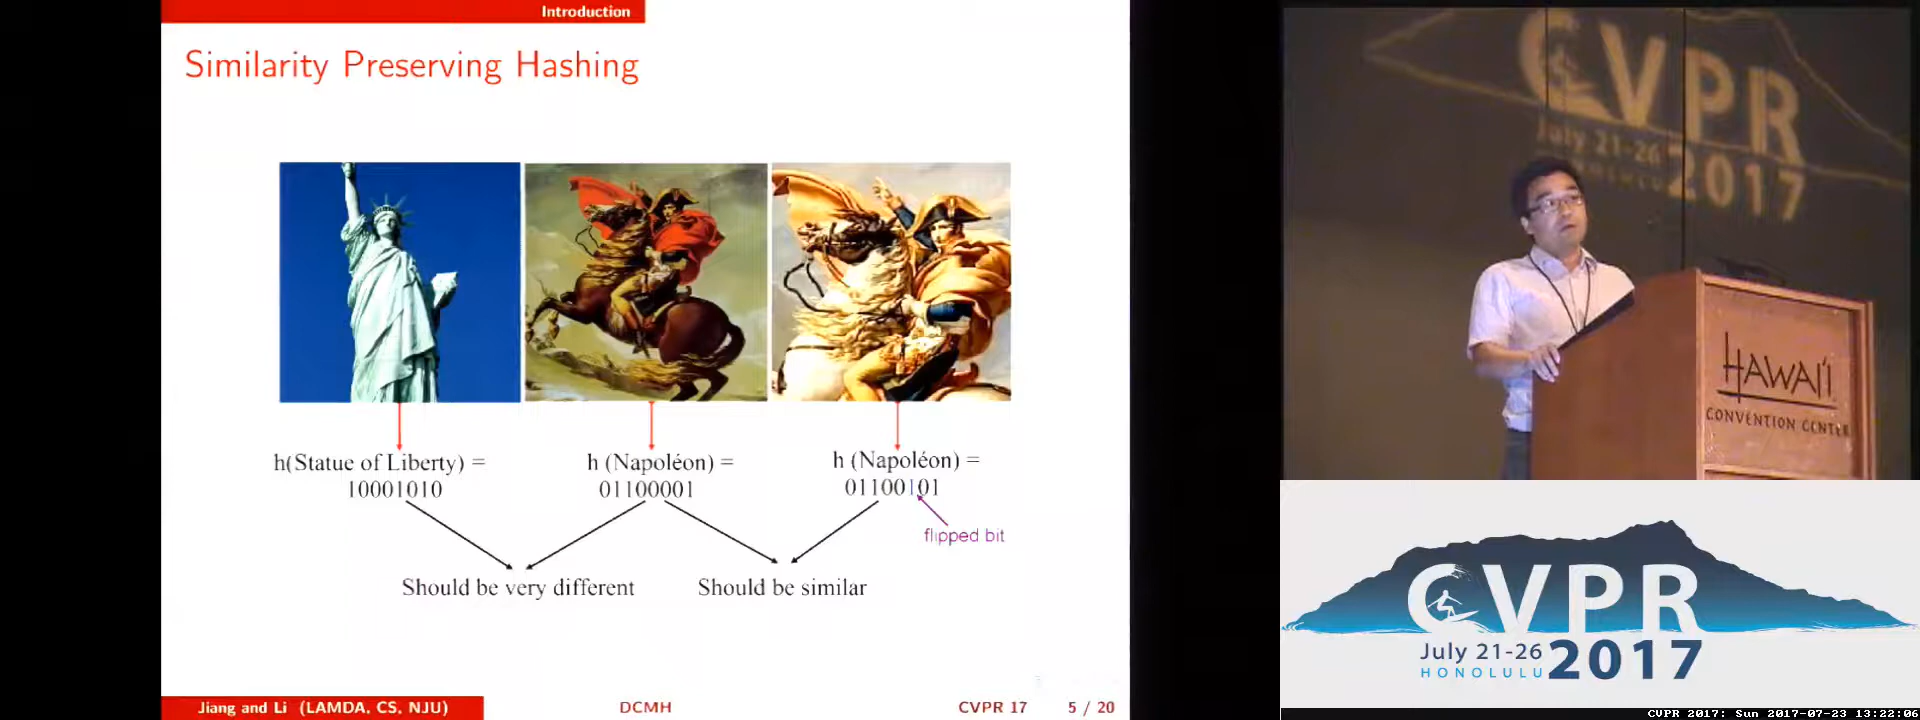 Introduction
Similarity Preserving Hashing
h(Statue of Liberty) =
10001010
h (Napoléon) =
01100001
h (Napoléon) =
01100101
flipped bit
Should be very different
Should be similar
Jiang and Li (LAMDA, CS, NJU)
DCMH
CVPR 17
5 / 20
CVPR
July 21-26
2017
HAWAI'I
CONVENTION CENTER
CVPR
July 21-26
HONOLULU
2017
CVPR 2017: Sun 2017-07-23 13:22:06